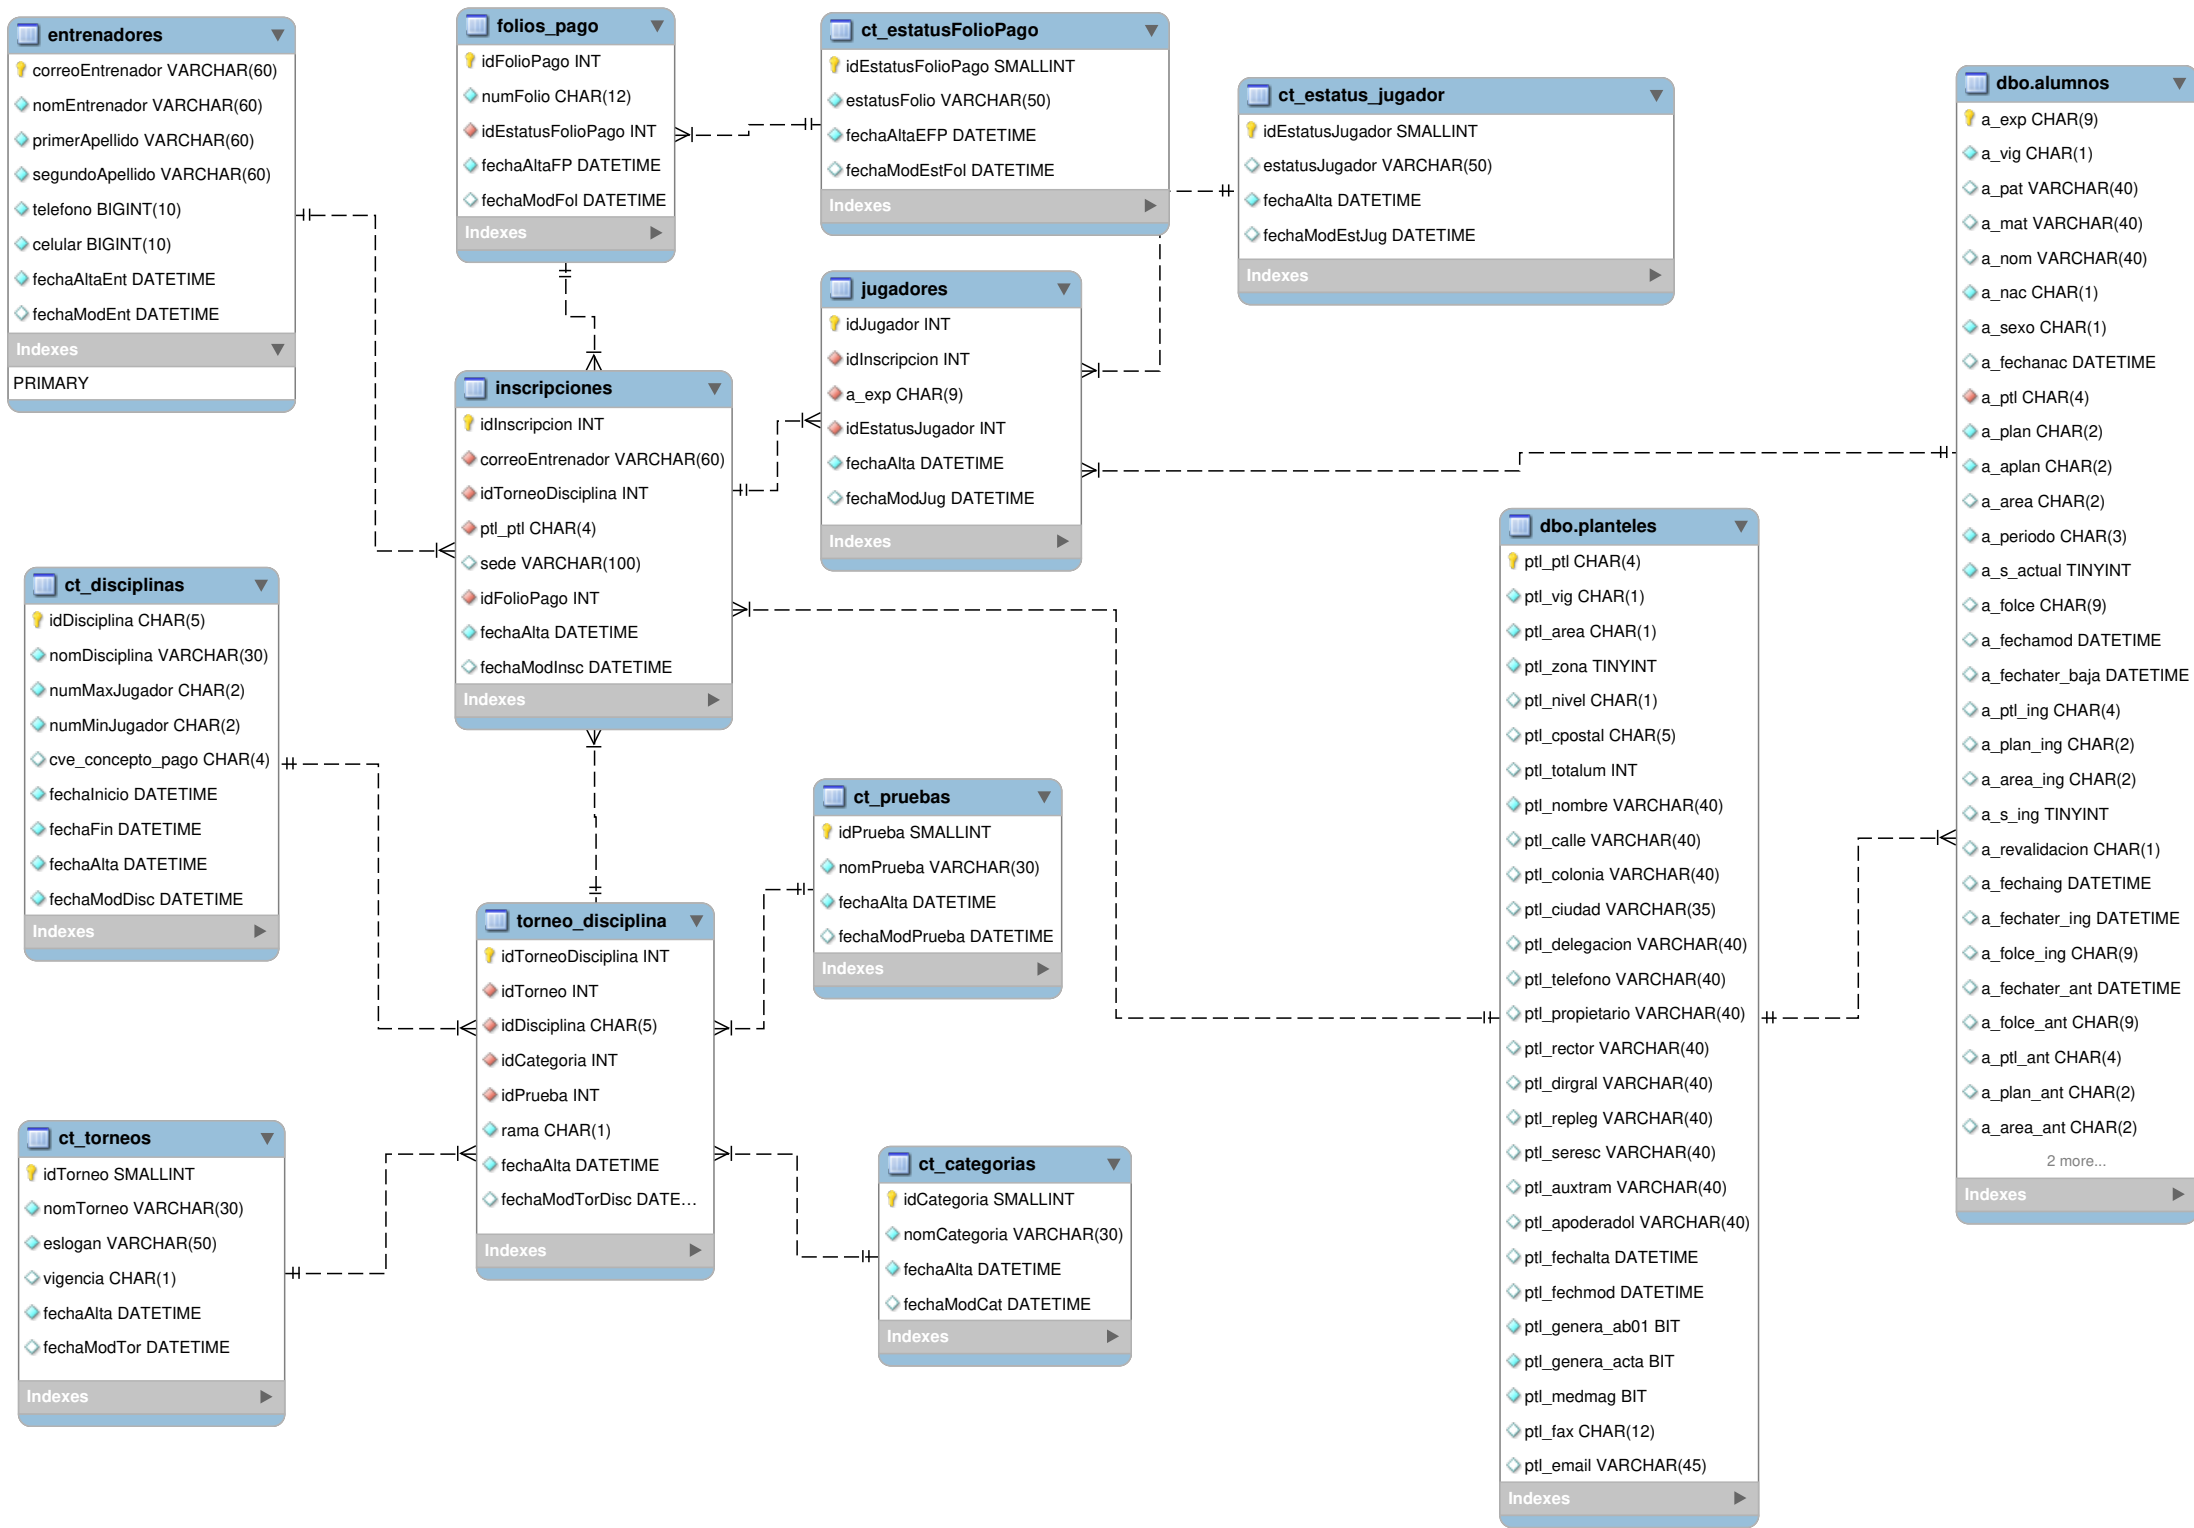 entrenadores
correoEntrenador VARCHAR(60)
nomEntrenador VARCHAR(60)
primerApellido VARCHAR(60)
segundoApellido VARCHAR(60)
telefono BIGINT(10)
celular BIGINT(10)
fechaAltaEnt DATETIME
fechaModEnt DATETIME
Indexes
PRIMARY
folios_pago
idFolioPago INT
numFolio CHAR(12)
idEstatusFolioPago INT
fechaAltaFP DATETIME
fechaModFol DATETIME
Indexes
ct_estatusFolioPago
idEstatusFolioPago SMALLINT
estatusFolio VARCHAR(50)
fechaAltaEFP DATETIME
fechaModEstFol DATETIME
Indexes
ct_estatus_jugador
idEstatusJugador SMALLINT
estatusJugador VARCHAR(50)
fechaAlta DATETIME
fechaModEstJug DATETIME
Indexes
dbo.alumnos
a_exp CHAR(9)
a_vig CHAR(1)
a_pat VARCHAR(40)
a_mat VARCHAR(40)
a_nom VARCHAR(40)
a_nac CHAR(1)
a_sexo CHAR(1)
a_fechanac DATETIME
a_ptl CHAR(4)
a_plan CHAR(2)
a_aplan CHAR(2)
a_area CHAR(2)
a_periodo CHAR(3)
a_s_actual TINYINT
a_folce CHAR(9)
a_fechamod DATETIME
a_fechater_baja DATETIME
a_ptl_ing CHAR(4)
a_plan_ing CHAR(2)
a_area_ing CHAR(2)
a_s_ing TINYINT
a_revalidacion CHAR(1)
a_fechaing DATETIME
a_fechater_ing DATETIME
a_folce_ing CHAR(9)
a_fechater_ant DATETIME
a_folce_ant CHAR(9)
a_ptl_ant CHAR(4)
a_plan_ant CHAR(2)
a_area_ant CHAR(2)
2 more...
Indexes
jugadores
idJugador INT
idInscripcion INT
a_exp CHAR(9)
idEstatusJugador INT
fechaAlta DATETIME
fechaModJug DATETIME
Indexes
inscripciones
idInscripcion INT
correoEntrenador VARCHAR(60)
idTorneoDisciplina INT
ptl_ptl CHAR(4)
sede VARCHAR(100)
idFolioPago INT
fechaAlta DATETIME
fechaModInsc DATETIME
Indexes
dbo.planteles
ptl_ptl CHAR(4)
ptl_vig CHAR(1)
ptl_area CHAR(1)
ptl_zona TINYINT
ptl_nivel CHAR(1)
ptl_cpostal CHAR(5)
ptl_totalum INT
ptl_nombre VARCHAR(40)
ptl_calle VARCHAR(40)
ptl_colonia VARCHAR(40)
ptl_ciudad VARCHAR(35)
ptl_delegacion VARCHAR(40)
ptl_telefono VARCHAR(40)
ptl_propietario VARCHAR(40)
ptl_rector VARCHAR(40)
ptl_dirgral VARCHAR(40)
ptl_repleg VARCHAR(40)
ptl_seresc VARCHAR(40)
ptl_auxtram VARCHAR(40)
ptl_apoderadol VARCHAR(40)
ptl_fechalta DATETIME
ptl_fechmod DATETIME
ptl_genera_ab01 BIT
ptl_genera_acta BIT
ptl_medmag BIT
ptl_fax CHAR(12)
ptl_email VARCHAR(45)
Indexes
ct_disciplinas
idDisciplina CHAR(5)
nomDisciplina VARCHAR(30)
numMaxJugador CHAR(2)
numMinJugador CHAR(2)
cve_concepto_pago CHAR(4)
fechaInicio DATETIME
fechaFin DATETIME
fechaAlta DATETIME
fechaModDisc DATETIME
Indexes
ct_pruebas
idPrueba SMALLINT
nomPrueba VARCHAR(30)
fechaAlta DATETIME
fechaModPrueba DATETIME
Indexes
torneo_disciplina
idTorneoDisciplina INT
idTorneo INT
idDisciplina CHAR(5)
idCategoria INT
idPrueba INT
rama CHAR(1)
fechaAlta DATETIME
fechaModTorDisc DATE...
Indexes
ct_torneos
idTorneo SMALLINT
nomTorneo VARCHAR(30)
eslogan VARCHAR(50)
vigencia CHAR(1)
fechaAlta DATETIME
fechaModTor DATETIME
Indexes
ct_categorias
idCategoria SMALLINT
nomCategoria VARCHAR(30)
fechaAlta DATETIME
fechaModCat DATETIME
Indexes